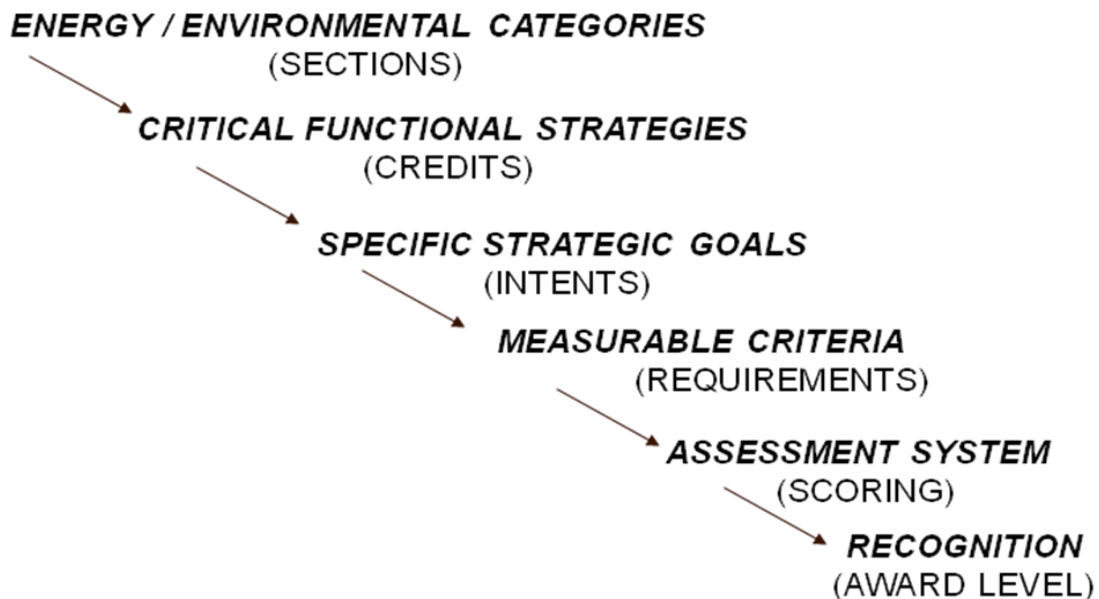 ENERGY / ENVIRONMENTAL CATEGORIES
(SECTIONS)
CRITICAL FUNCTIONAL STRATEGIES
(CREDITS)
SPECIFIC STRATEGIC GOALS
(INTENTS)
MEASURABLE CRITERIA
(REQUIREMENTS)
ASSESSMENT SYSTEM
(SCORING)
RECOGNITION
(AWARD LEVEL)